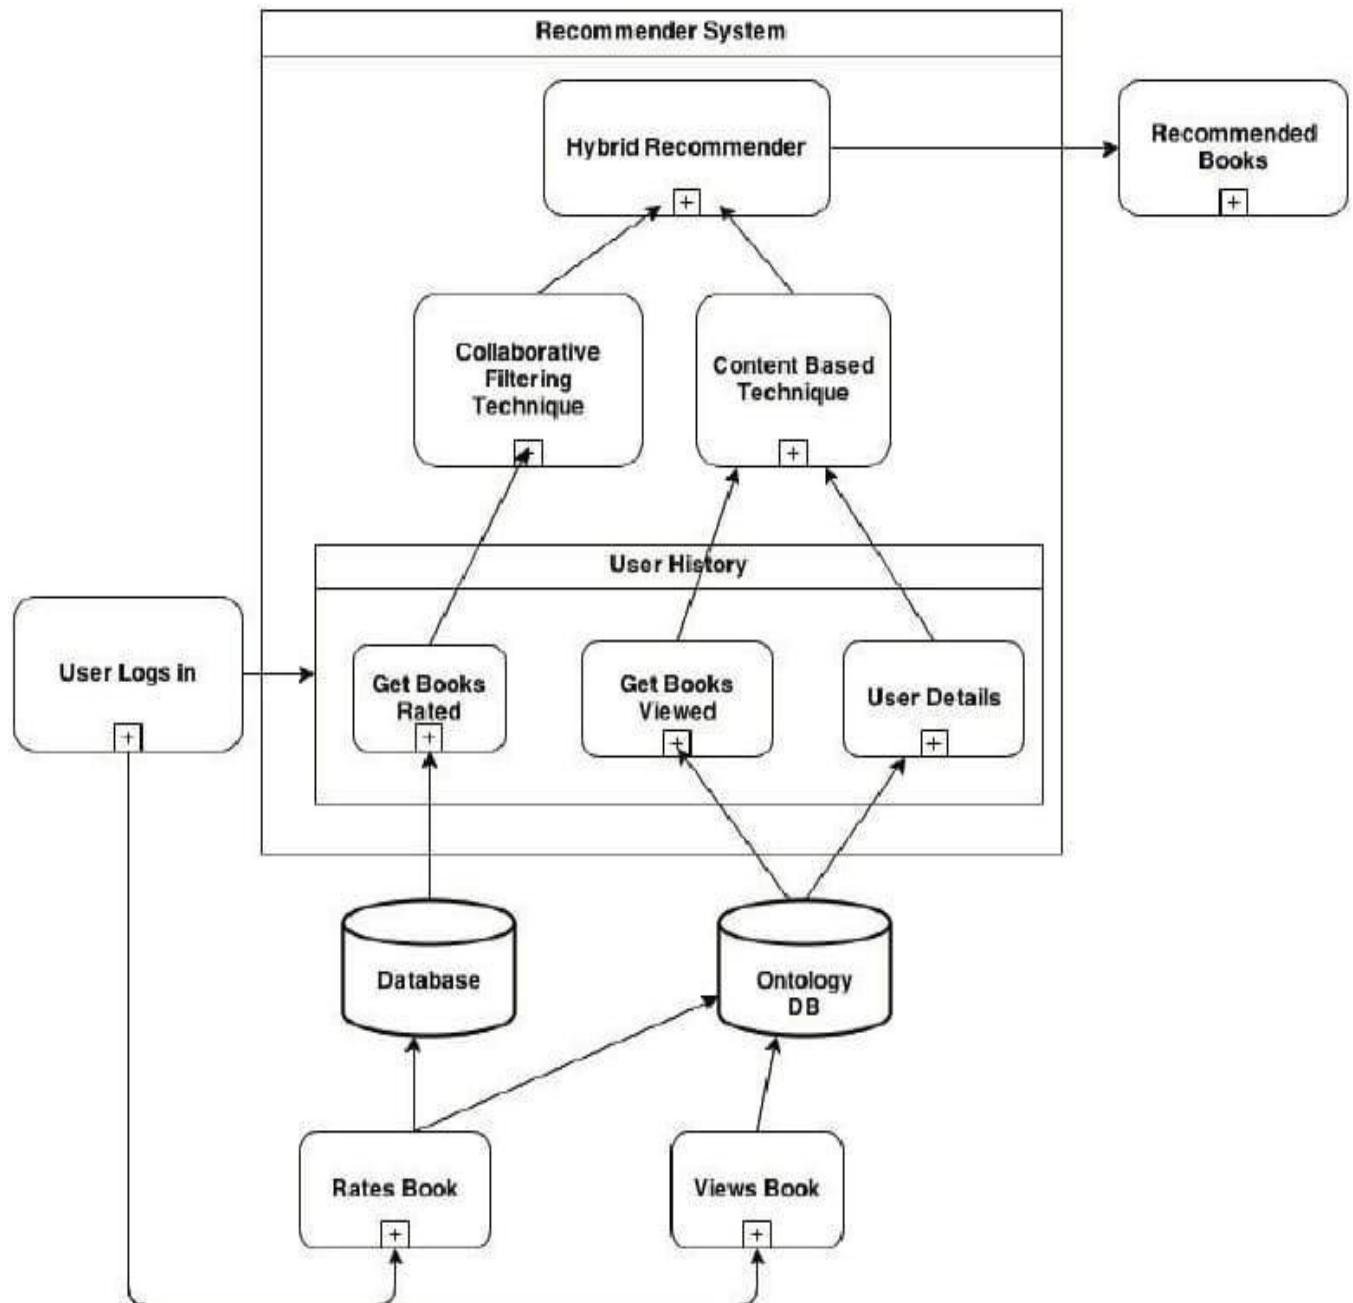 Recommender System
Hybrid Recommender
Recommended
Books
Collaborative
Filtering
Technique
Content Based
Technique
User History
User Logs in
Get Books
Rated
Get Books
Viewed
User Details
Database
Ontology
DB
Rates Book
Views Book